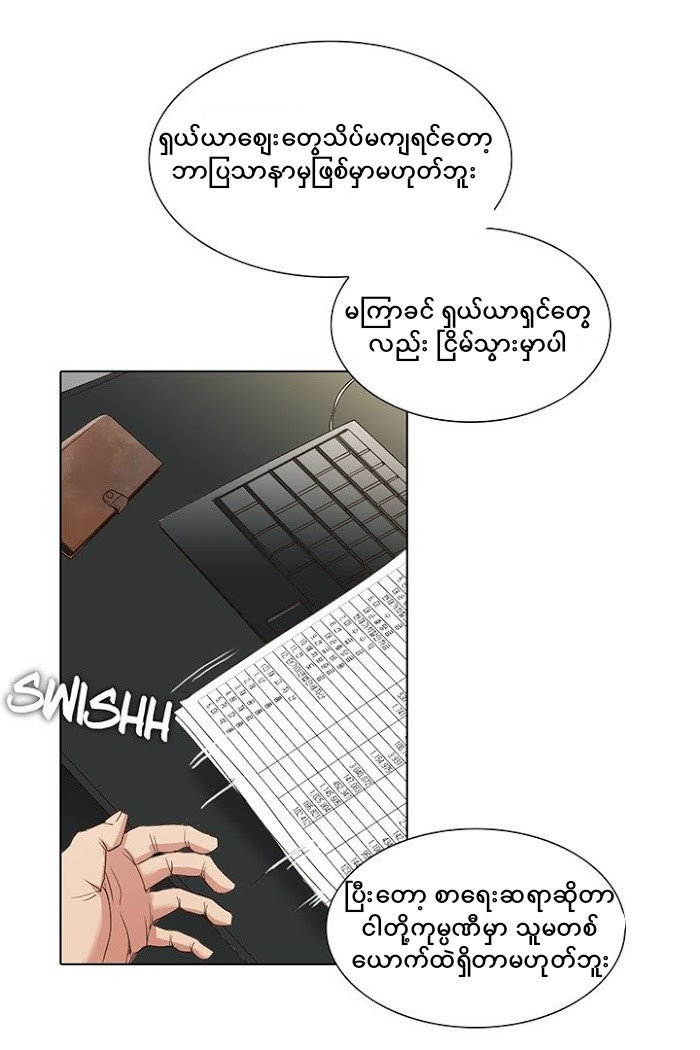 ရှယ်ယာဈေးတွေသိပ်မကျရင်တော့
ဘာပြသာနာမှဖြစ်မှာမဟုတ်ဘူး
မကြာခင် ရှယ်ယာရှင်တွေ
လည်း ငြိမ်သွားမှာပါ
SWISHH
ပြီးတော့ စာရေးဆရာဆိုတာ
ငါတို့ကုမ္ပဏီမှာ သူမတစ်
ယောက်ထဲရှိတာမဟုတ်ဘူး